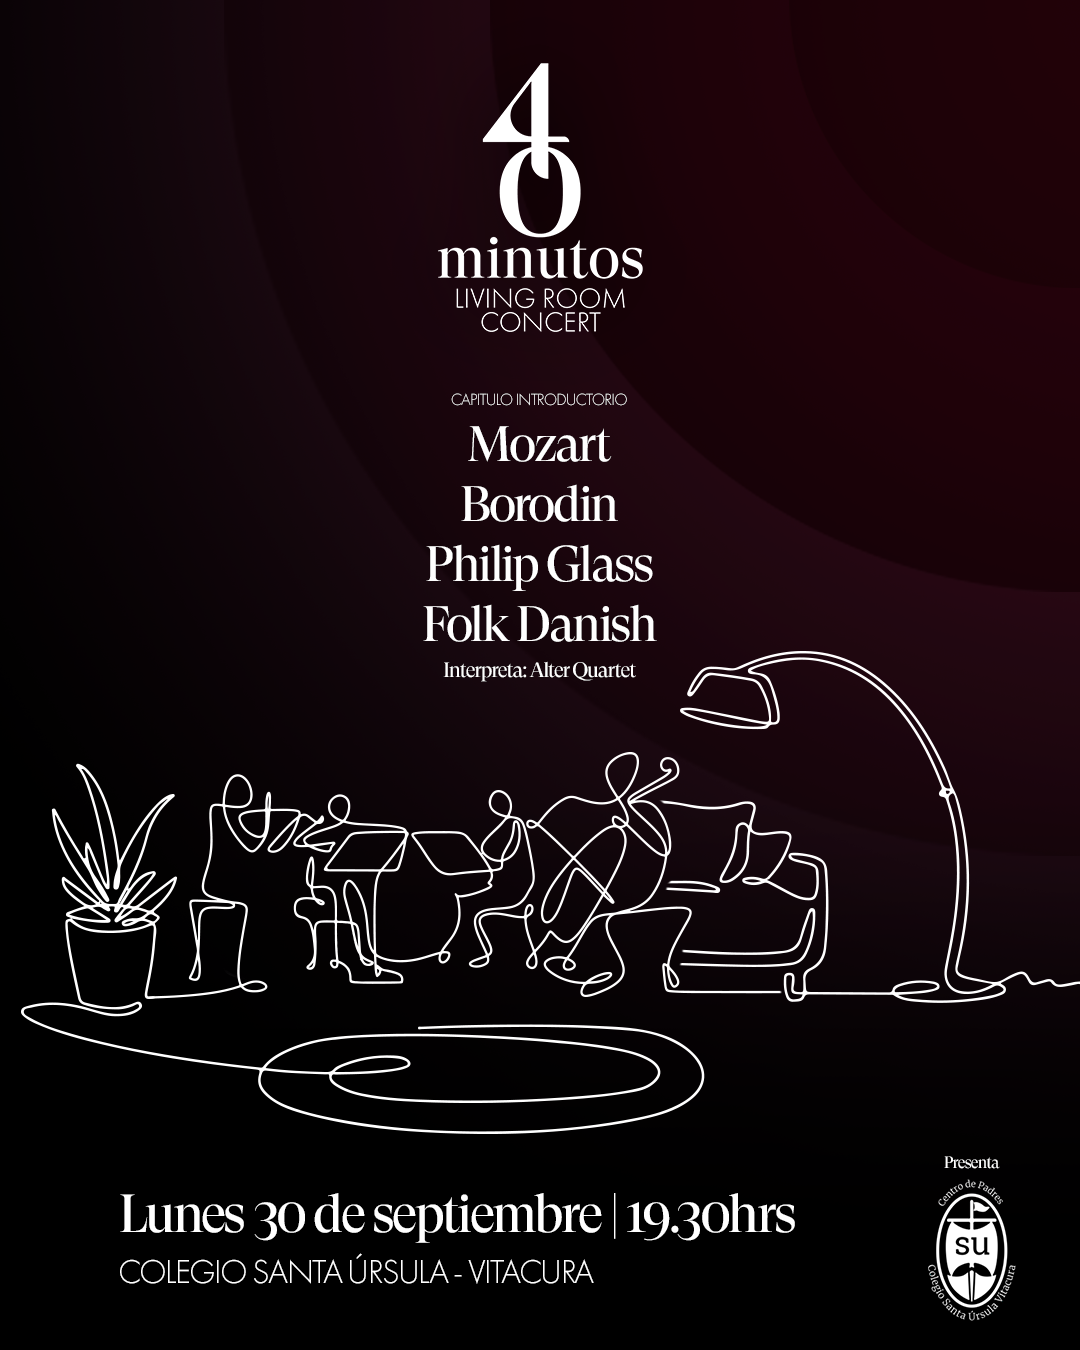 40
minutos
LIVING ROOM
CONCERT
CAPITULO INTRODUCTORIO
Mozart
Borodin
Philip Glass
Folk Danish
Interpreta: Alter Quartet
Lunes 30 de septiembre | 19.30hrs
COLEGIO SANTA ÚRSULA - VITACURA
Presenta
Centro de Padres
su
Colegio Santa Úrsula Vitacura